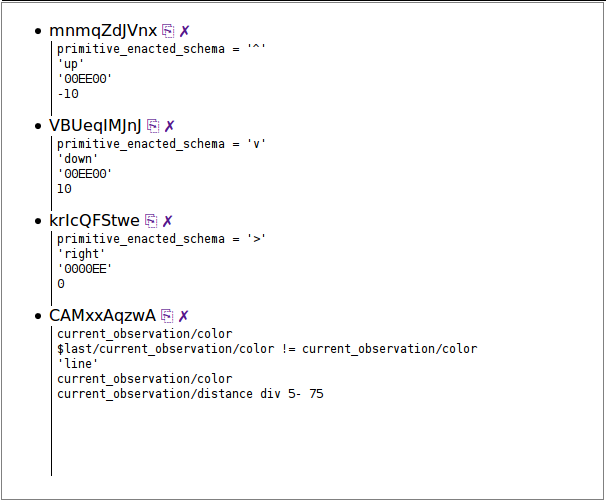 mnmqZdJVnx ⎘ ✗
primitive_enacted_schema = '^'
'up'
'00EE00'
-10
VBUeqIMJnJ ⎘ ✗
primitive_enacted_schema = 'v'
'down'
'00EE00'
10
krIcQFStwe ⎘ ✗
primitive_enacted_schema = '>'
'right'
'0000EE'
0
CAMxxAqzwA ⎘ ✗
current_observation/color
$last/current_observation/color != current_observation/color
'line'
current_observation/color
current_observation/distance div 5- 75